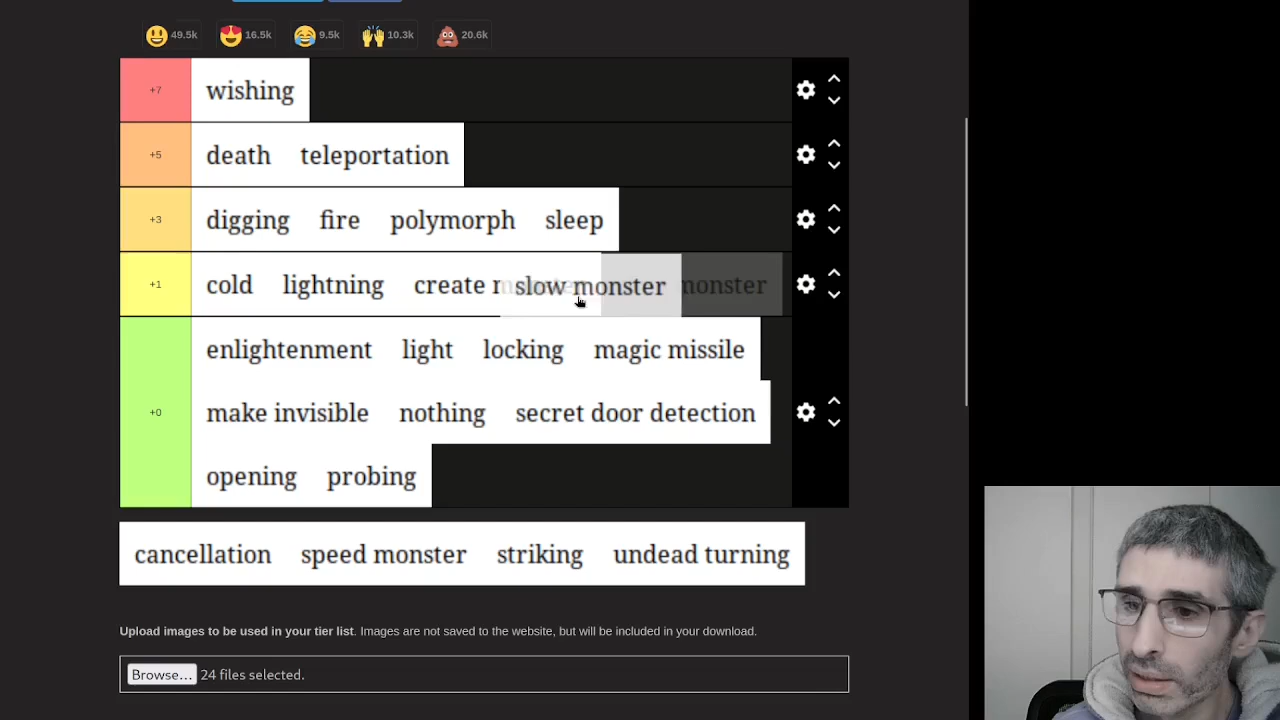 49.5k 16.5k 9.5k 10.3k 20.6k
+7 wishing
+5 death teleportation
+3 digging fire polymorph sleep
+1 cold lightning create slow monster monster
+0 enlightenment light locking magic missile
make invisible nothing secret door detection
opening probing
cancellation speed monster striking undead turning
Upload images to be used in your tier list. Images are not saved to the website, but will be included in your download.
Browse... 24 files selected.